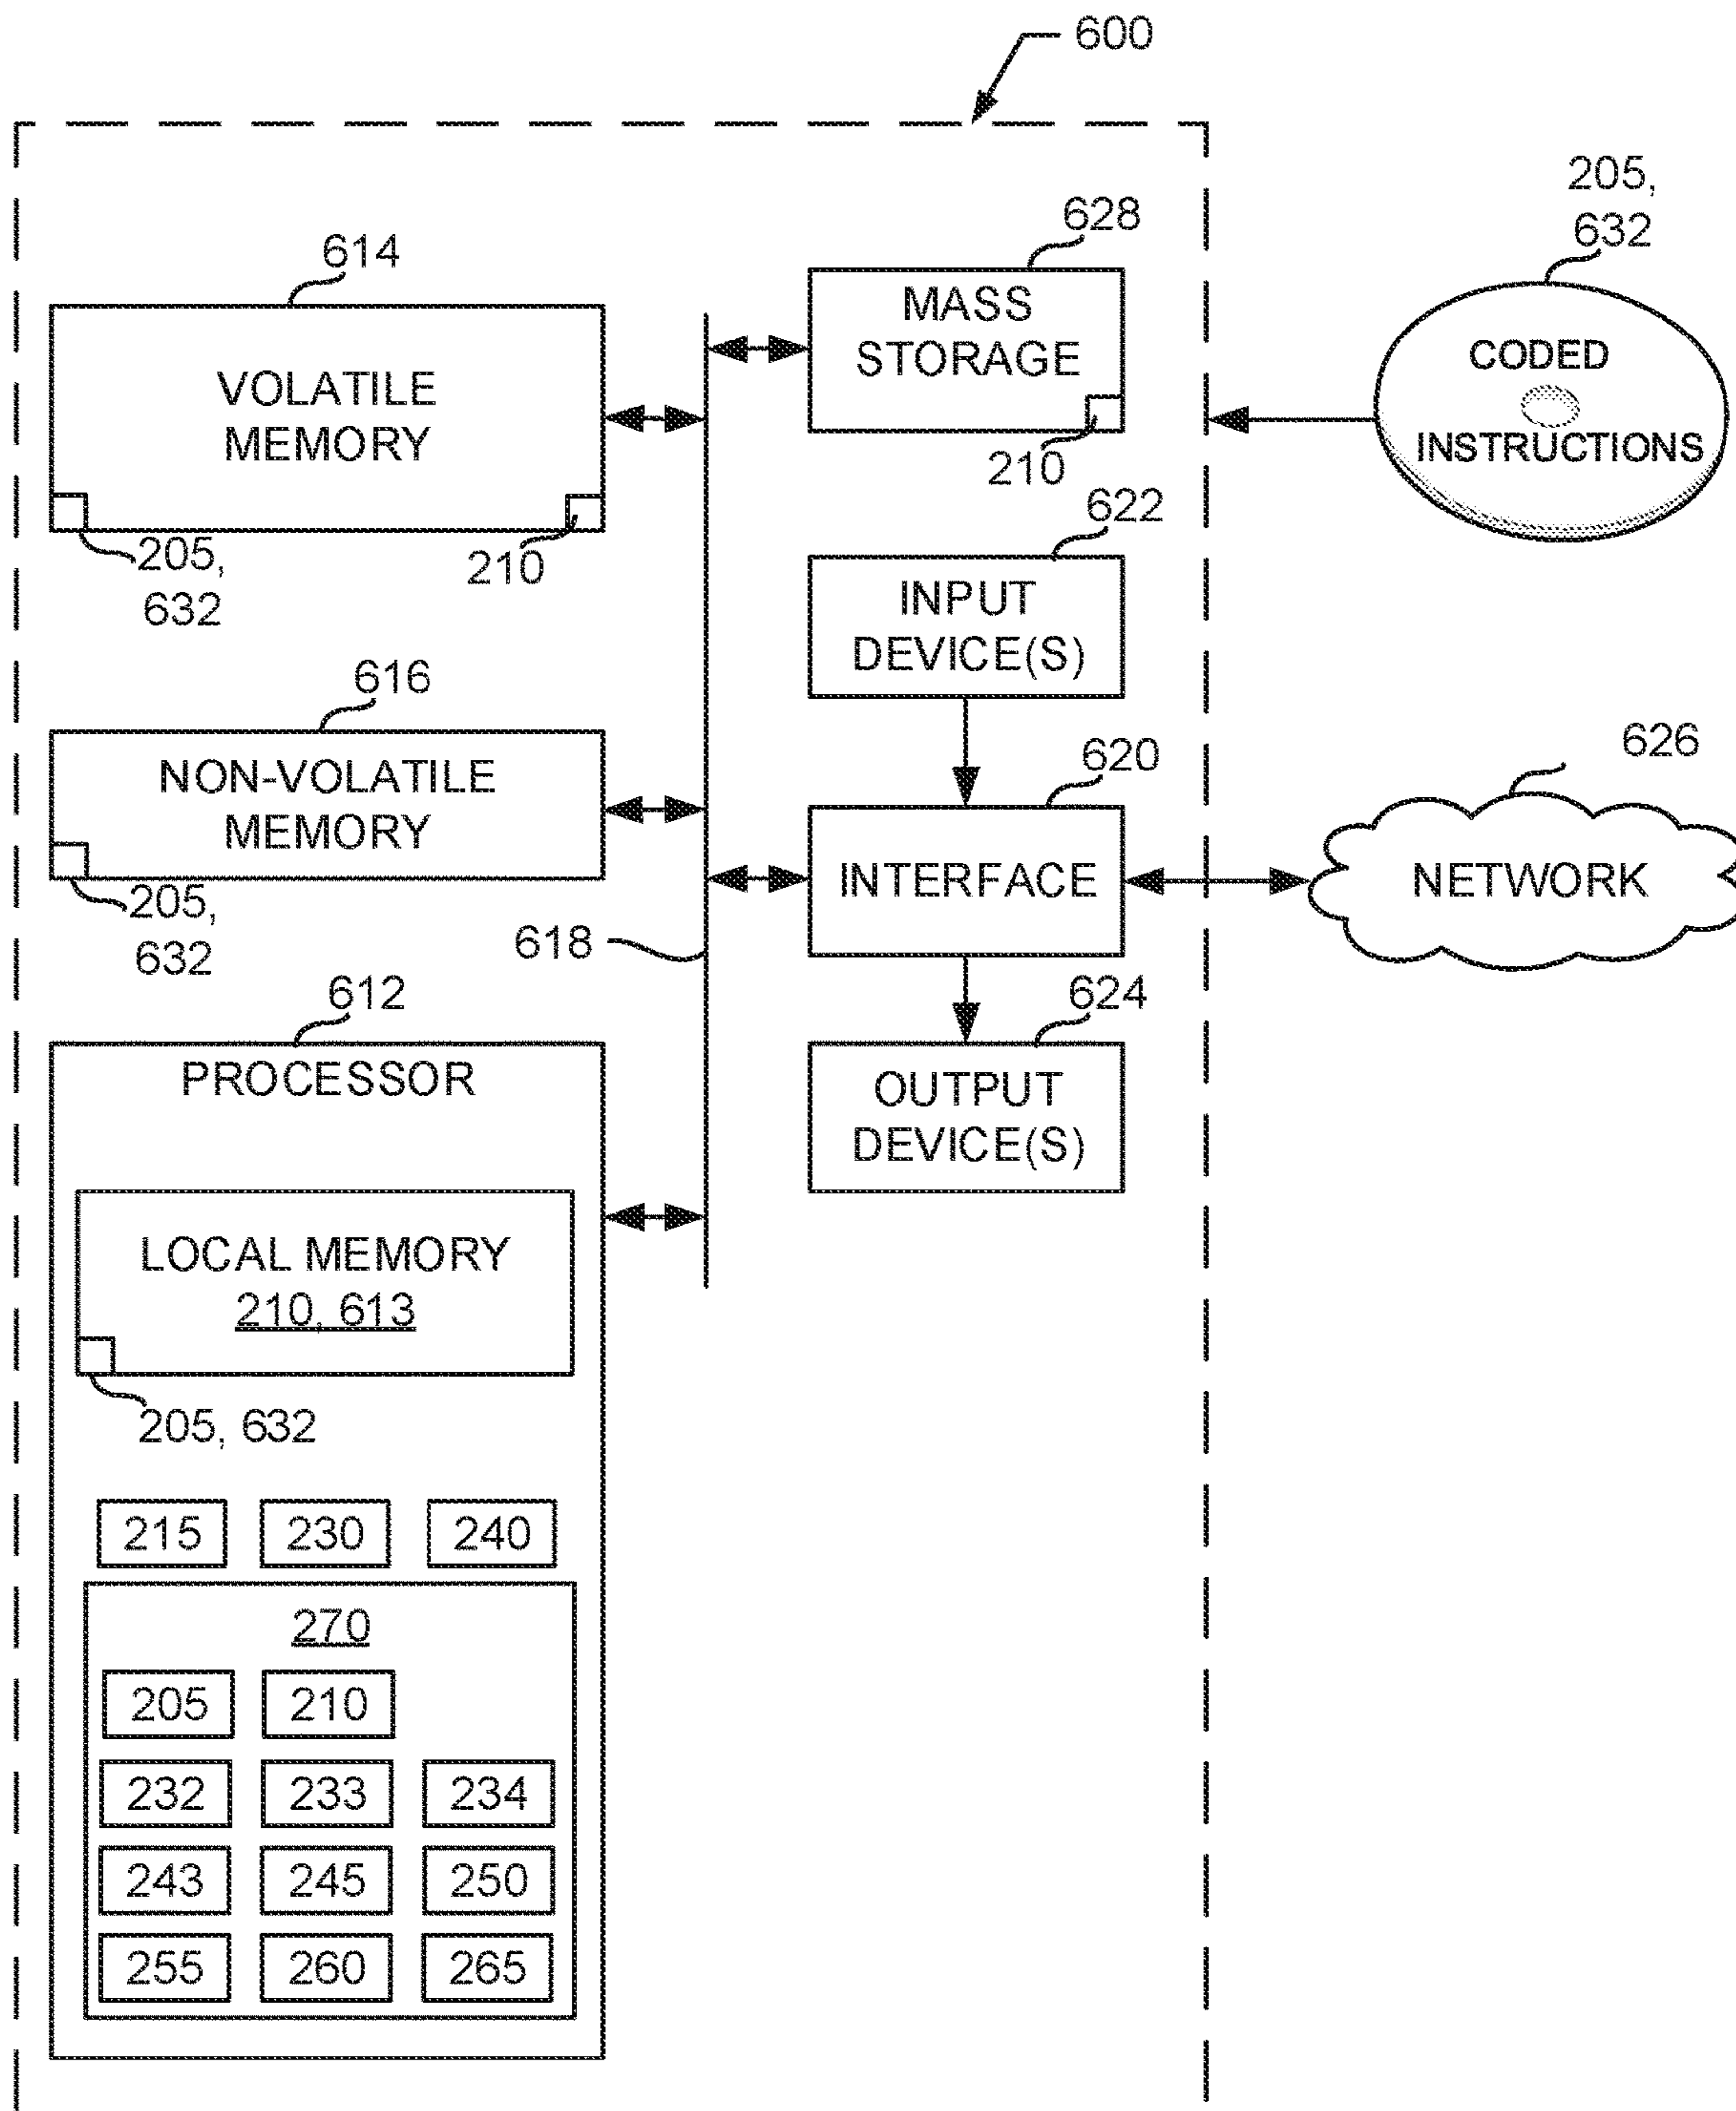 600
205,
632
614
628
MASS
STORAGE
210
VOLATILE
MEMORY
205,
632
210
CODED
INSTRUCTIONS
622
INPUT
DEVICE(S)
616
NON-VOLATILE
MEMORY
205,
632
618
620
INTERFACE
626
NETWORK
612
PROCESSOR
624
OUTPUT
DEVICE(S)
LOCAL MEMORY
210, 613
205, 632
215 230 240
270
205 210
232 233 234
243 245 250
255 260 265